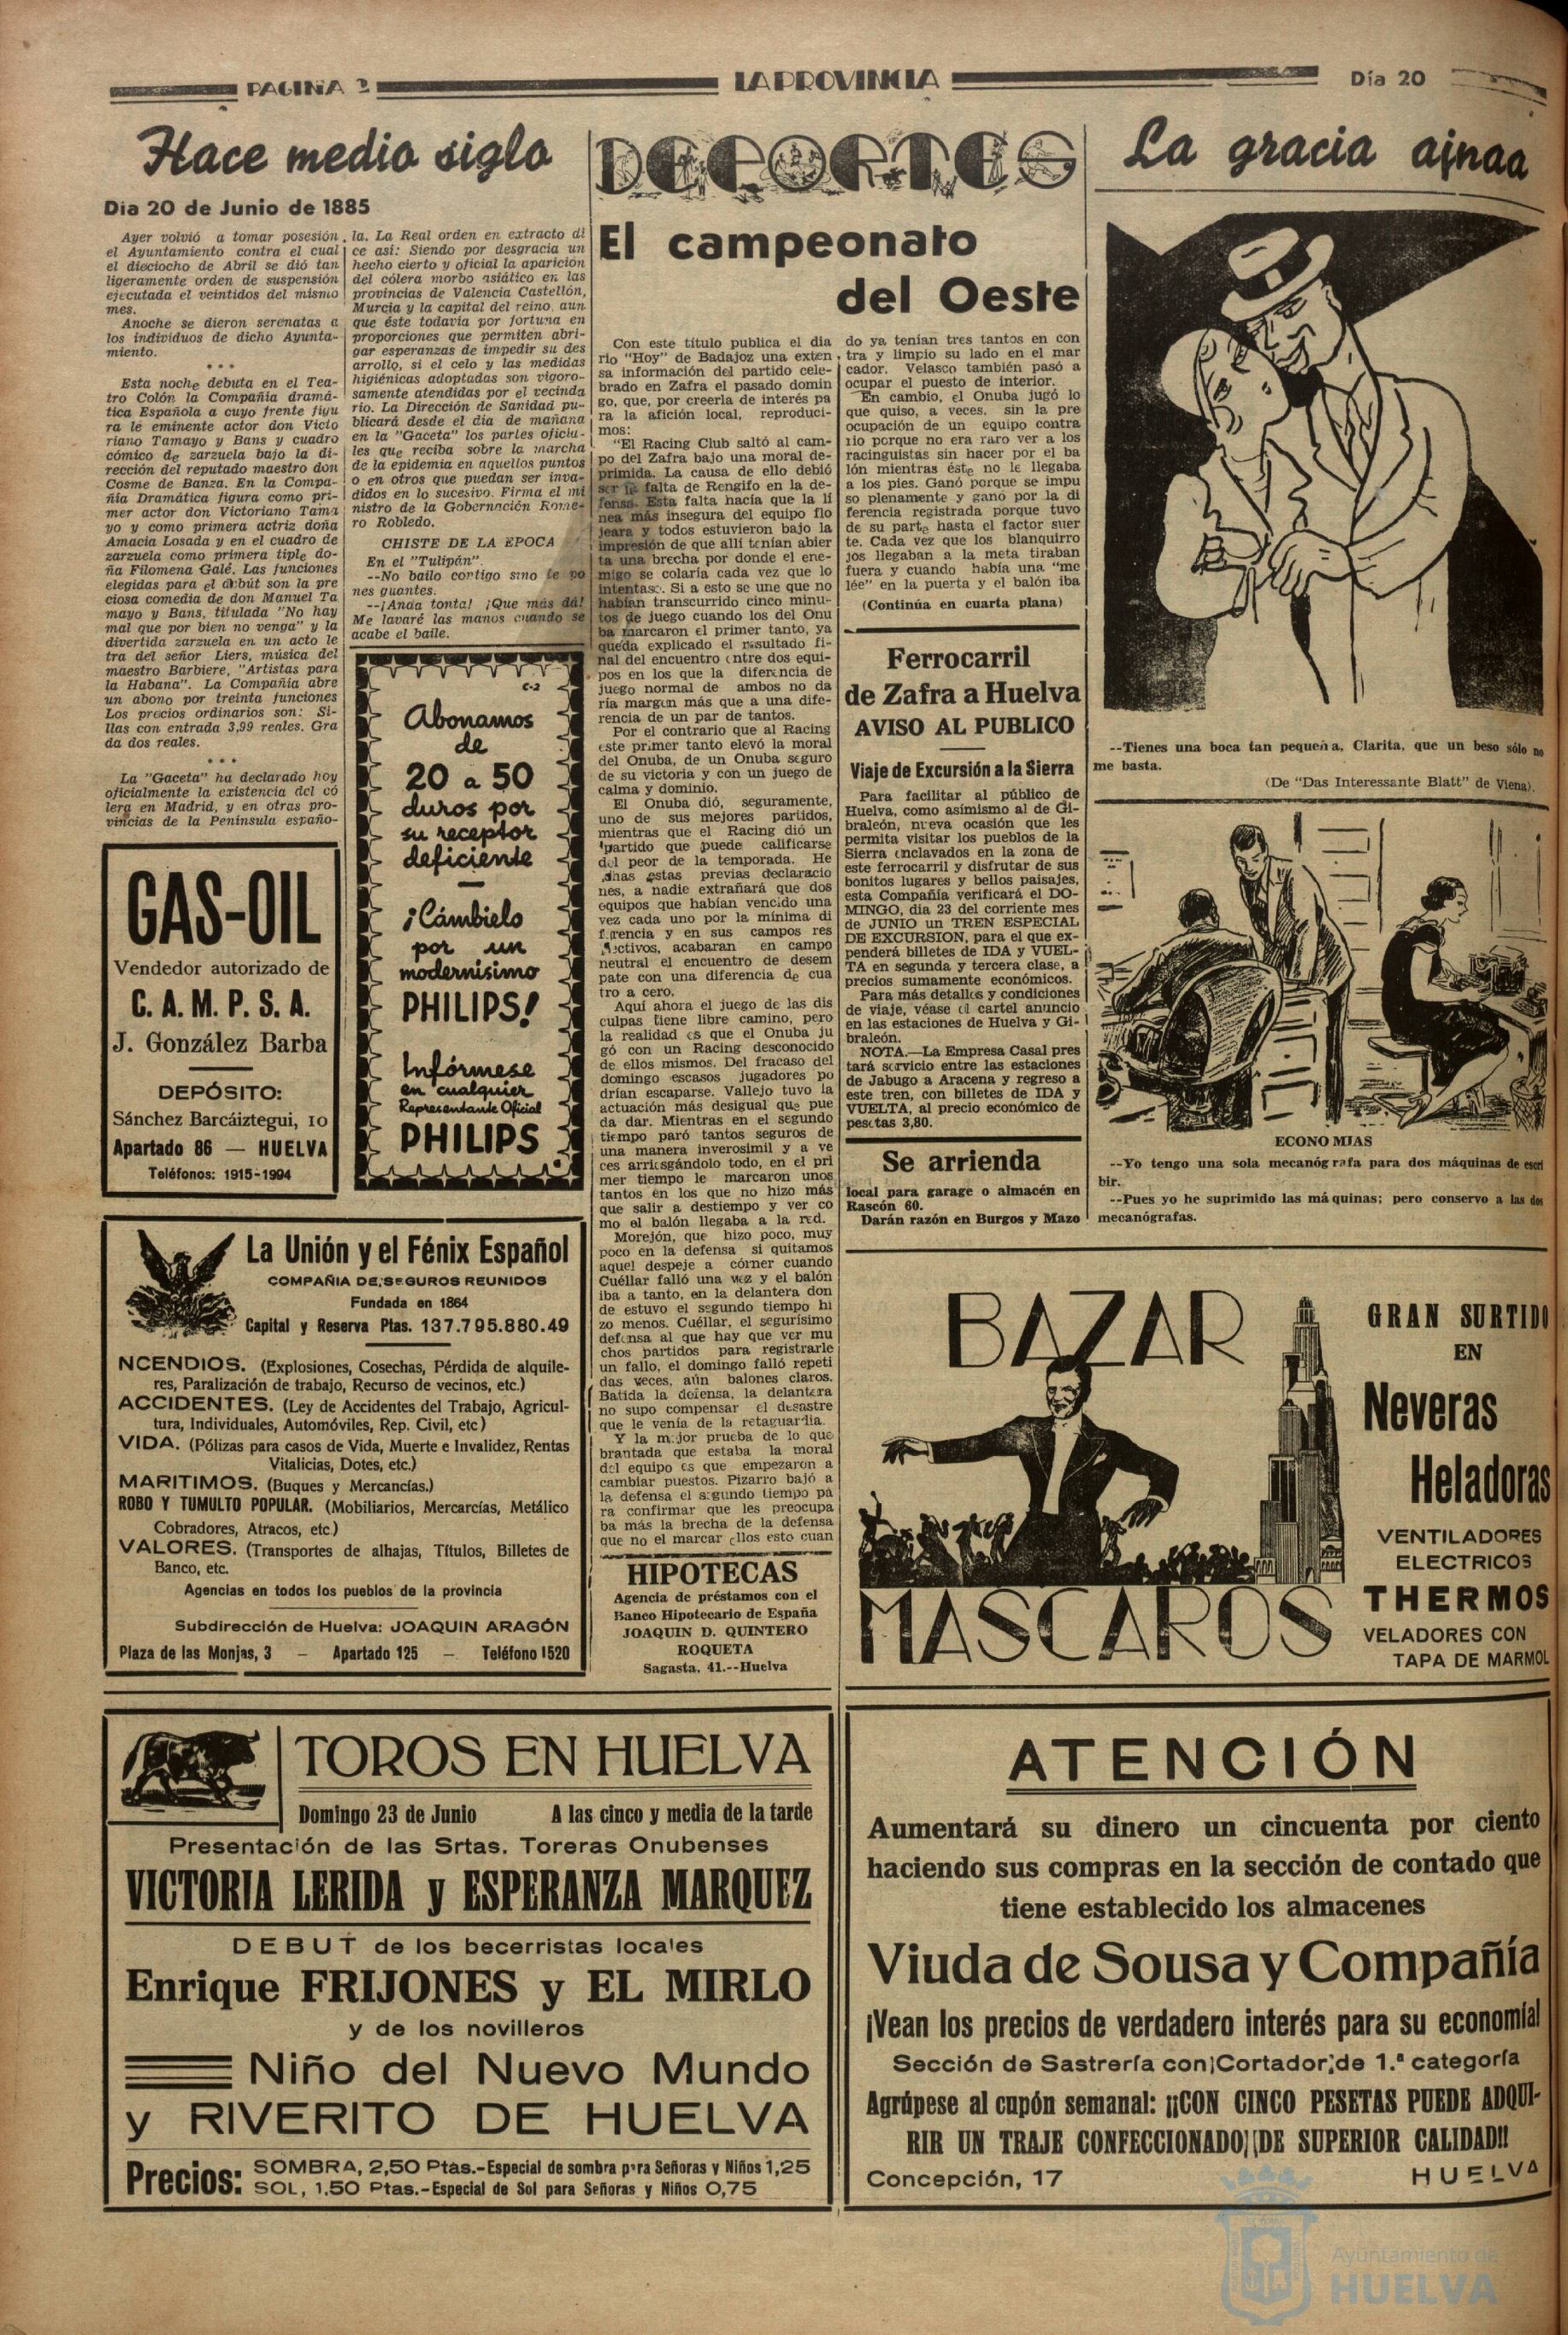 PAGINA 2
LA PROVINCIA
Día 20
Hace medio siglo
Dia 20 de Junio de 1885
Ayer volvió a tomar posesión
el Ayuntamiento contra el cual
el dieciocho de Abril se dió tan
ligeramente orden de suspensión
ejecutada el veintidos del mismo
mes.
Anoche se dieron serenatas a
los individuos de dicho Ayunta-
miento.
* * *
Esta noche debuta en el Tea-
tro Colón la Compañia dramá-
tica Española a cuyo frente figu
ra le eminente actor don Victo
riano Tamayo y Bans y cuadro
cómico de zarzuela bajo la di-
rección del reputado maestro don
Cosme de Banza. En la Compa-
ñia Dramática figura como pri-
mer actor don Victoriano Tama
yo y como primera actriz doña
Amacia Losada y en el cuadro de
zarzuela como primera tiple do-
ña Filomena Galé. Las funciones
elegidas para el debút son la pre
ciosa comedia de don Manuel Ta
mayo y Bans, titulada "No hay
mal que por bien no venga" y la
divertida zarzuela en un acto le
tra del señor Liers, música del
maestro Barbiere, "Artistas para
la Habana". La Compañia abre
un abono por treinta funciones
Los precios ordinarios son: Si-
llas con entrada 3,99 reales. Gra
da dos reales.
* * *
La "Gaceta" ha declarado hoy
oficialmente la existencia del có
lera en Madrid, y en otras pro-
vincias de la Peninsula españo-
la. La Real orden en extracto di
ce asi: Siendo por desgracia un
hecho cierto y oficial la aparición
del cólera morbo asiático en las
provincias de Valencia Castellón,
Murcia y la capital del reino, aun
que éste todavia por fortuna en
proporciones que permiten abri-
gar esperanzas de impedir su des
arrollo, si el celo y las medidas
higiénicas adoptadas son vigoro-
samente atendidas por el vecinda
rio. La Dirección de Sanidad pu-
blicará desde el dia de mañana
en la "Gaceta" los partes oficia-
les que reciba sobre la marcha
de la epidemia en aquellos puntos
o en otros que puedan ser inva-
didos en lo sucesivo. Firma el mi
nistro de la Gobernación Rome-
ro Robledo.
CHISTE DE LA EPOCA
En el "Tulipán".
--No bailo contigo sino te po
nes guantes.
--¡Anda tonta! ¡Que más dá!
Me lavaré las manos cuando se
acabe el baile.
C-2
Abonamos
de
20 a 50
duros por
su receptor
deficiente
¡Cámbielo
por un
modernísimo
PHILIPS!
Infórmese
en cualquier
Representante Oficial
PHILIPS
GAS-OIL
Vendedor autorizado de
C. A. M. P. S. A.
J. González Barba
DEPÓSITO:
Sánchez Barcáiztegui, 10
Apartado 86 — HUELVA
Teléfonos: 1915-1994
La Unión y el Fénix Español
COMPAÑIA DE SEGUROS REUNIDOS
Fundada en 1864
Capital y Reserva Ptas. 137.795.880.49
NCENDIOS. (Explosiones, Cosechas, Pérdida de alquile-
res, Paralización de trabajo, Recurso de vecinos, etc.)
ACCIDENTES. (Ley de Accidentes del Trabajo, Agricul-
tura, Individuales, Automóviles, Rep. Civil, etc)
VIDA. (Pólizas para casos de Vida, Muerte e Invalidez, Rentas
Vitalicias, Dotes, etc.)
MARITIMOS. (Buques y Mercancías.)
ROBO Y TUMULTO POPULAR. (Mobiliarios, Mercarcías, Metálico
Cobradores, Atracos, etc.)
VALORES. (Transportes de alhajas, Títulos, Billetes de
Banco, etc.
Agencias en todos los pueblos de la provincia
Subdirección de Huelva: JOAQUIN ARAGÓN
Plaza de las Monjas, 3 — Apartado 125 — Teléfono 1520
DEPORTES
El campeonato
del Oeste
Con este título publica el dia
rio "Hoy" de Badajoz una exten
sa información del partido cele-
brado en Zafra el pasado domin
go, que, por creerla de interés pa
ra la afición local, reproduci-
mos:
"El Racing Club saltó al cam-
po del Zafra bajo una moral de-
primida. La causa de ello debió
ser la falta de Rengifo en la de-
fensa. Esta falta hacía que la lí
nea más insegura del equipo flo
jeara y todos estuvieron bajo la
impresión de que allí tenían abier
ta una brecha por donde el ene-
migo se colaría cada vez que lo
intentase. Si a esto se une que no
habían transcurrido cinco minu-
tos de juego cuando los del Onu
ba marcaron el primer tanto, ya
queda explicado el resultado fi-
nal del encuentro entre dos equi-
pos en los que la diferencia de
juego normal de ambos no da
ría margen más que a una dife-
rencia de un par de tantos.
Por el contrario que al Racing
este primer tanto elevó la moral
del Onuba, de un Onuba seguro
de su victoria y con un juego de
calma y dominio.
El Onuba dió, seguramente,
uno de sus mejores partidos,
mientras que el Racing dió un
partido que puede calificarse
del peor de la temporada. He
chas estas previas declaracio
nes, a nadie extrañará que dos
equipos que habían vencido una
vez cada uno por la mínima di
ferencia y en sus campos res
pectivos, acabaran en campo
neutral el encuentro de desem
pate con una diferencia de cua
tro a cero.
Aquí ahora el juego de las dis
culpas tiene libre camino, pero
la realidad es que el Onuba ju
gó con un Racing desconocido
de ellos mismos. Del fracaso del
domingo escasos jugadores po
drían escaparse. Vallejo tuvo la
actuación más desigual que pue
da dar. Mientras en el segundo
tiempo paró tantos seguros de
una manera inverosimil y a ve
ces arriesgándolo todo, en el pri
mer tiempo le marcaron unos
tantos en los que no hizo más
que salir a destiempo y ver co
mo el balón llegaba a la red.
Morejón, que hizo poco, muy
poco en la defensa si quitamos
aquel despeje a córner cuando
Cuéllar falló una vez y el balón
iba a tanto, en la delantera don
de estuvo el segundo tiempo hi
zo menos. Cuéllar, el segurísimo
defensa al que hay que ver mu
chos partidos para registrarle
un fallo, el domingo falló repeti
das veces, aún balones claros.
Batida la defensa, la delantera
no supo compensar el desastre
que le venía de la retaguardia.
Y la mejor prueba de lo que
brantada que estaba la moral
del equipo es que empezaron a
cambiar puestos. Pizarro bajó a
la defensa el segundo tiempo pa
ra confirmar que les preocupa
ba más la brecha de la defensa
que no el marcar ellos esto cuan
do ya tenían tres tantos en con
tra y limpio su lado en el mar
cador. Velasco también pasó a
ocupar el puesto de interior.
En cambio, el Onuba jugó lo
que quiso, a veces, sin la pre
ocupación de un equipo contra
rio porque no era raro ver a los
racinguistas sin hacer por el ba
lón mientras éste no le llegaba
a los pies. Ganó porque se impu
so plenamente y ganó por la di
ferencia registrada porque tuvo
de su parte hasta el factor suer
te. Cada vez que los blanquirro
jos llegaban a la meta tiraban
fuera y cuando había una "me
lée" en la puerta y el balón iba
(Continúa en cuarta plana)
HIPOTECAS
Agencia de préstamos con el
Banco Hipotecario de España
JOAQUIN D. QUINTERO
ROQUETA
Sagasta, 41.--Huelva
Ferrocarril
de Zafra a Huelva
AVISO AL PUBLICO
Viaje de Excursión a la Sierra
Para facilitar al público de
Huelva, como asimismo al de Gi-
braleón, nueva ocasión que les
permita visitar los pueblos de la
Sierra enclavados en la zona de
este ferrocarril y disfrutar de sus
bonitos lugares y bellos paisajes,
esta Compañía verificará el DO-
MINGO, dia 23 del corriente mes
de JUNIO un TREN ESPECIAL
DE EXCURSION, para el que ex-
penderá billetes de IDA y VUEL-
TA en segunda y tercera clase, a
precios sumamente económicos.
Para más detalles y condiciones
de viaje, véase el cartel anuncio
en las estaciones de Huelva y Gi-
braleón.
NOTA.—La Empresa Casal pres
tará servicio entre las estaciones
de Jabugo a Aracena y regreso a
este tren, con billetes de IDA y
VUELTA, al precio económico de
pesetas 3,80.
Se arrienda
local para garage o almacén en
Rascón 60.
Darán razón en Burgos y Mazo
La gracia ajnaa
--Tienes una boca tan pequeña, Clarita, que un beso sólo no
me basta.
(De "Das Interessante Blatt" de Viena).
ECONOMIAS
--Yo tengo una sola mecanógrafa para dos máquinas de escri
bir.
--Pues yo he suprimido las máquinas; pero conservo a las dos
mecanógrafas.
BAZAR
MASCAROS
GRAN SURTIDO
EN
Neveras
Heladoras
VENTILADORES
ELECTRICOS
THERMOS
VELADORES CON
TAPA DE MARMOL
TOROS EN HUELVA
Domingo 23 de Junio A las cinco y media de la tarde
Presentación de las Srtas. Toreras Onubenses
VICTORIA LERIDA y ESPERANZA MARQUEZ
DEBUT de los becerristas locales
Enrique FRIJONES y EL MIRLO
y de los novilleros
Niño del Nuevo Mundo
y RIVERITO DE HUELVA
Precios: SOMBRA, 2,50 Ptas.-Especial de sombra para Señoras y Niños 1,25
SOL, 1,50 Ptas.-Especial de Sol para Señoras y Niños 0,75
ATENCIÓN
Aumentará su dinero un cincuenta por ciento
haciendo sus compras en la sección de contado que
tiene establecido los almacenes
Viuda de Sousa y Compañía
¡Vean los precios de verdadero interés para su economía!
Sección de Sastrería con Cortador de 1.ª categoría
Agrúpese al cupón semanal: ¡¡CON CINCO PESETAS PUEDE ADQUI-
RIR UN TRAJE CONFECCIONADO DE SUPERIOR CALIDAD!!
Concepción, 17 HUELVA
Ayuntamiento de
HUELVA